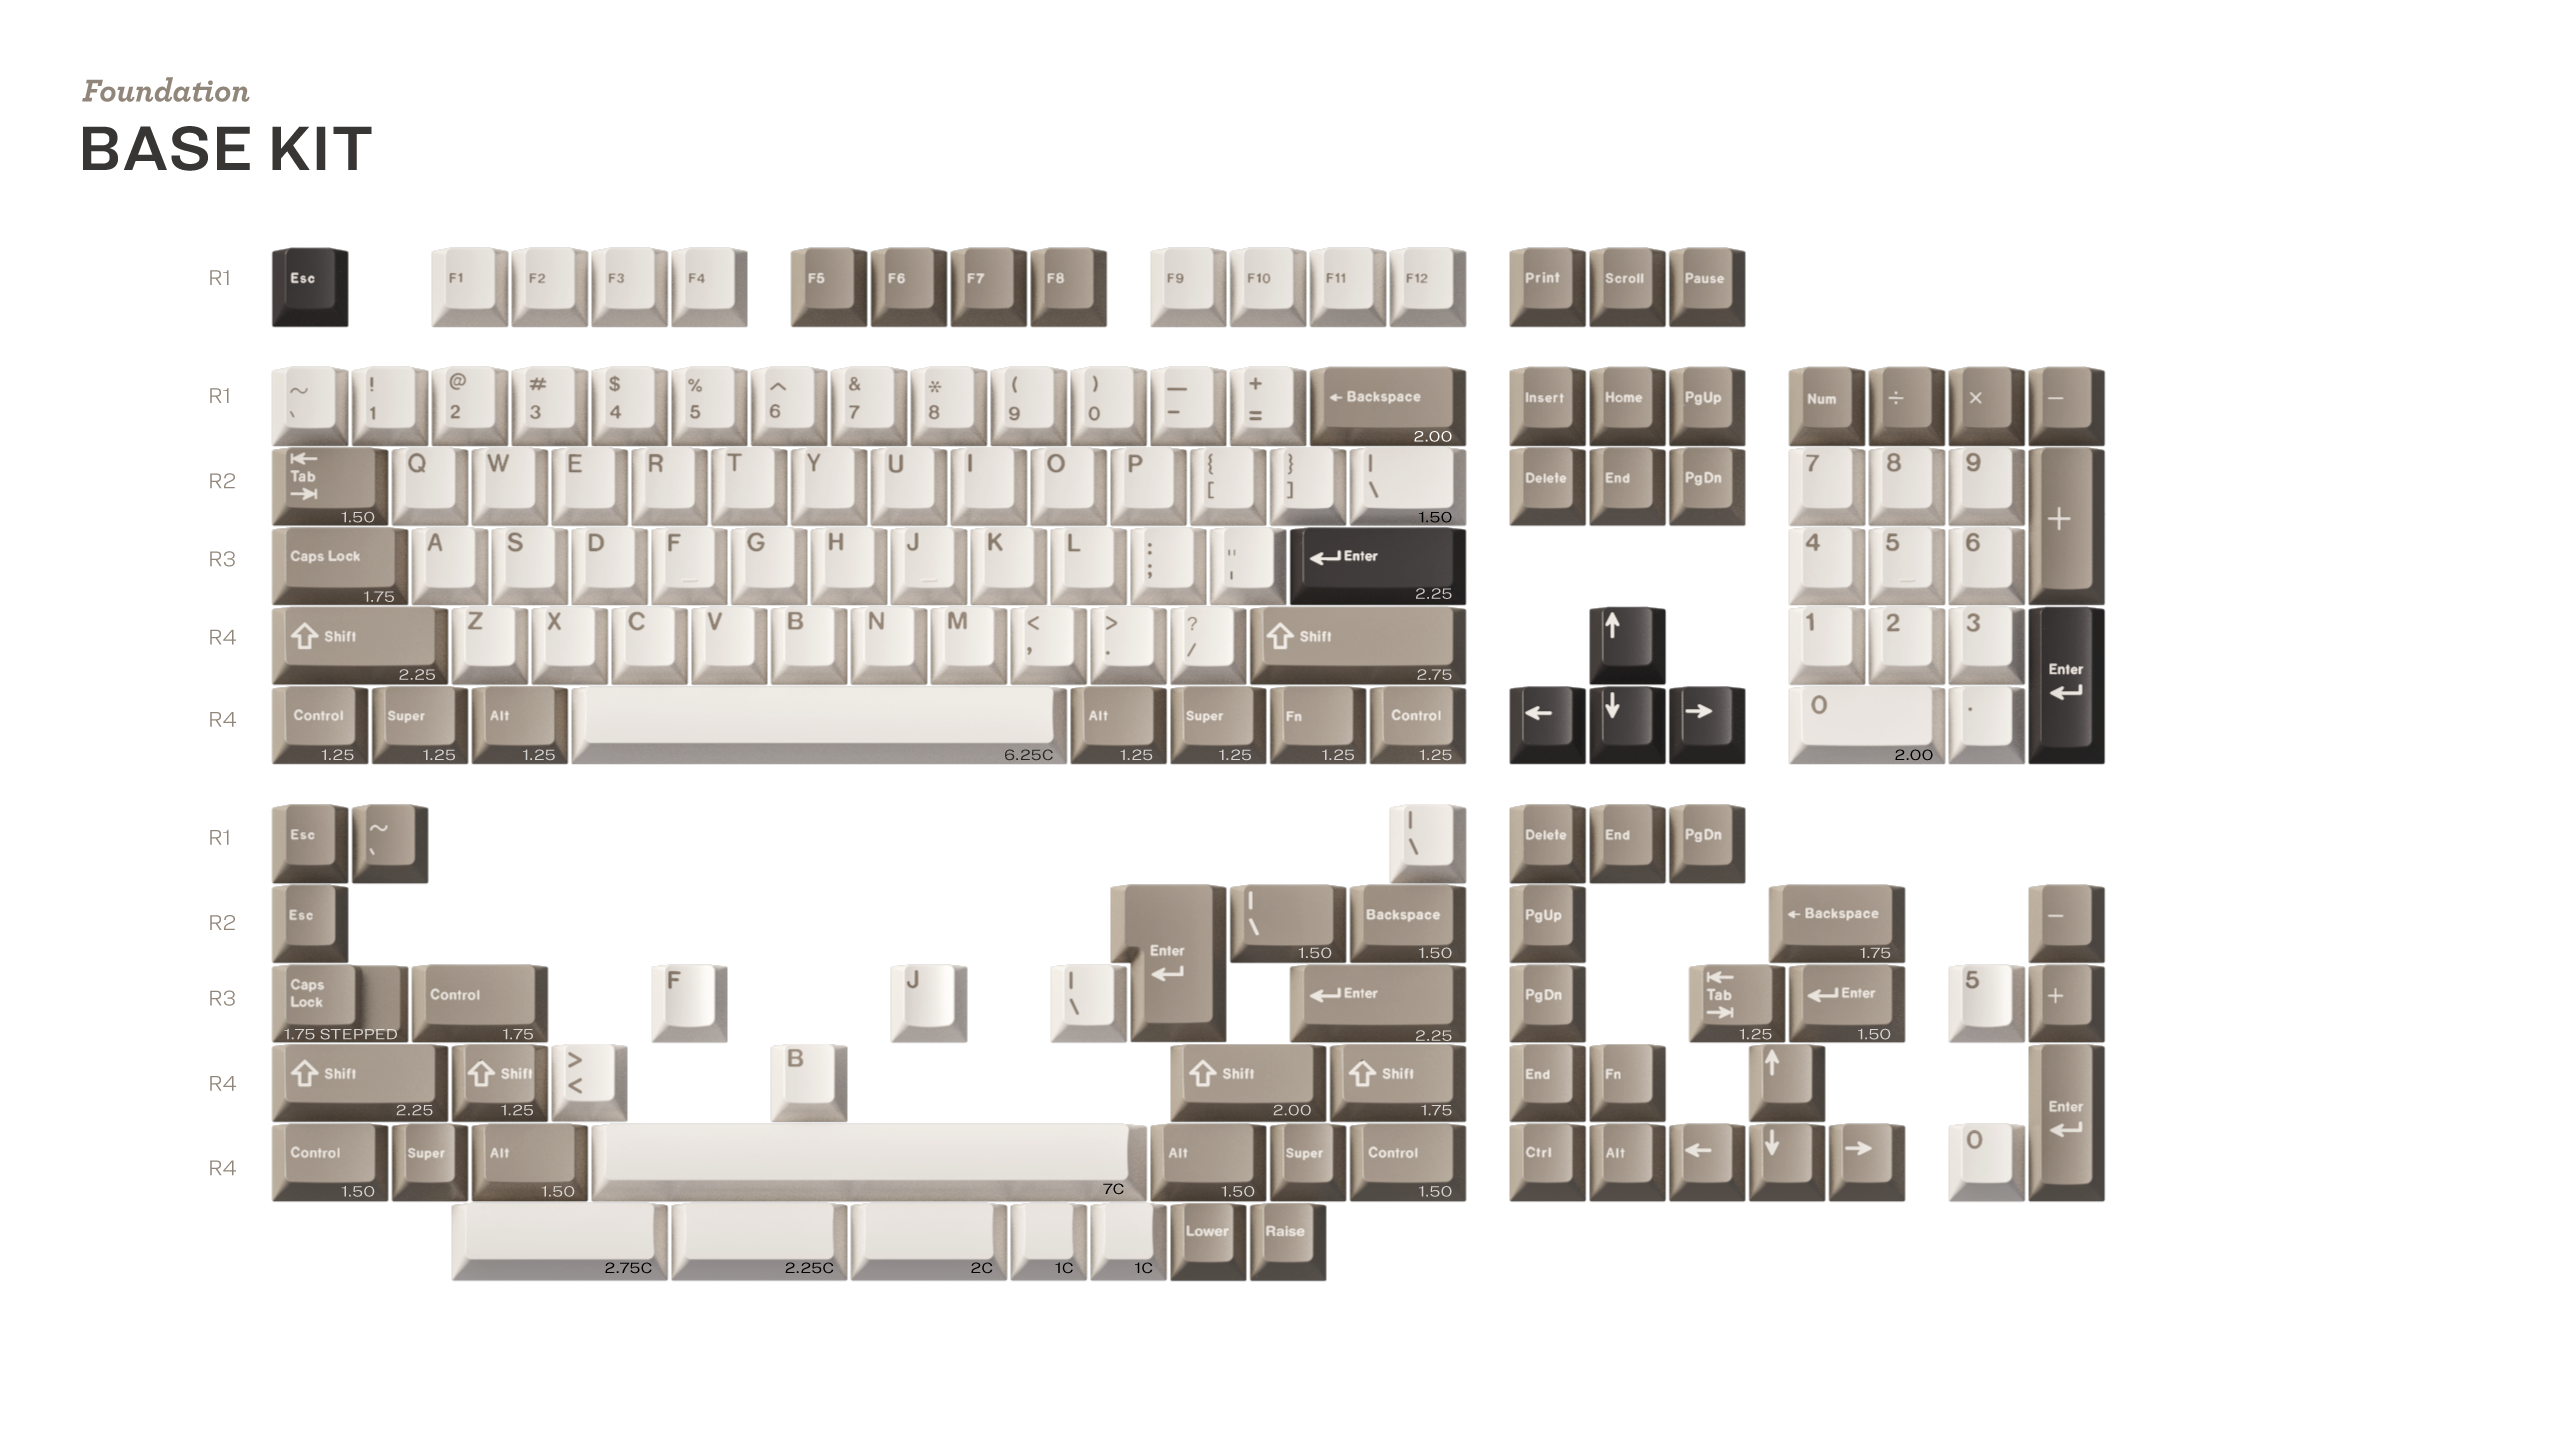 Foundation
BASE KIT
R1 Esc F1 F2 F3 F4 F5 F6 F7 F8 F9 F10 F11 F12 Print Scroll Pause
R1 ~ ` ! 1 @ 2 # 3 $ 4 % 5 ^ 6 & 7 * 8 ( 9 ) 0 — - + = ← Backspace 2.00 Insert Home PgUp Num ÷ × −
R2 Tab 1.50 Q W E R T Y U I O P { [ } ] | \ 1.50 Delete End PgDn 7 8 9 +
R3 Caps Lock 1.75 A S D F G H J K L : ; " ' Enter 2.25 4 5 6
R4 Shift 2.25 Z X C V B N M < , > . ? / Shift 2.75 ↑ 1 2 3 Enter
R4 Control 1.25 Super 1.25 Alt 1.25 6.25C Alt 1.25 Super 1.25 Fn 1.25 Control 1.25 ← ↓ → 0 2.00 .
R1 Esc ~ ` | \ Delete End PgDn
R2 Esc Enter | \ 1.50 Backspace 1.50 PgUp ← Backspace 1.75 −
R3 Caps Lock 1.75 STEPPED Control 1.75 F J | \ Enter 2.25 PgDn Tab 1.25 Enter 1.50 5 +
R4 Shift 2.25 Shift 1.25 > < B Shift 2.00 Shift 1.75 End Fn ↑ Enter
R4 Control 1.50 Super Alt 1.50 7C Alt 1.50 Super Control 1.50 Ctrl Alt ← ↓ → 0
2.75C 2.25C 2C 1C 1C Lower Raise